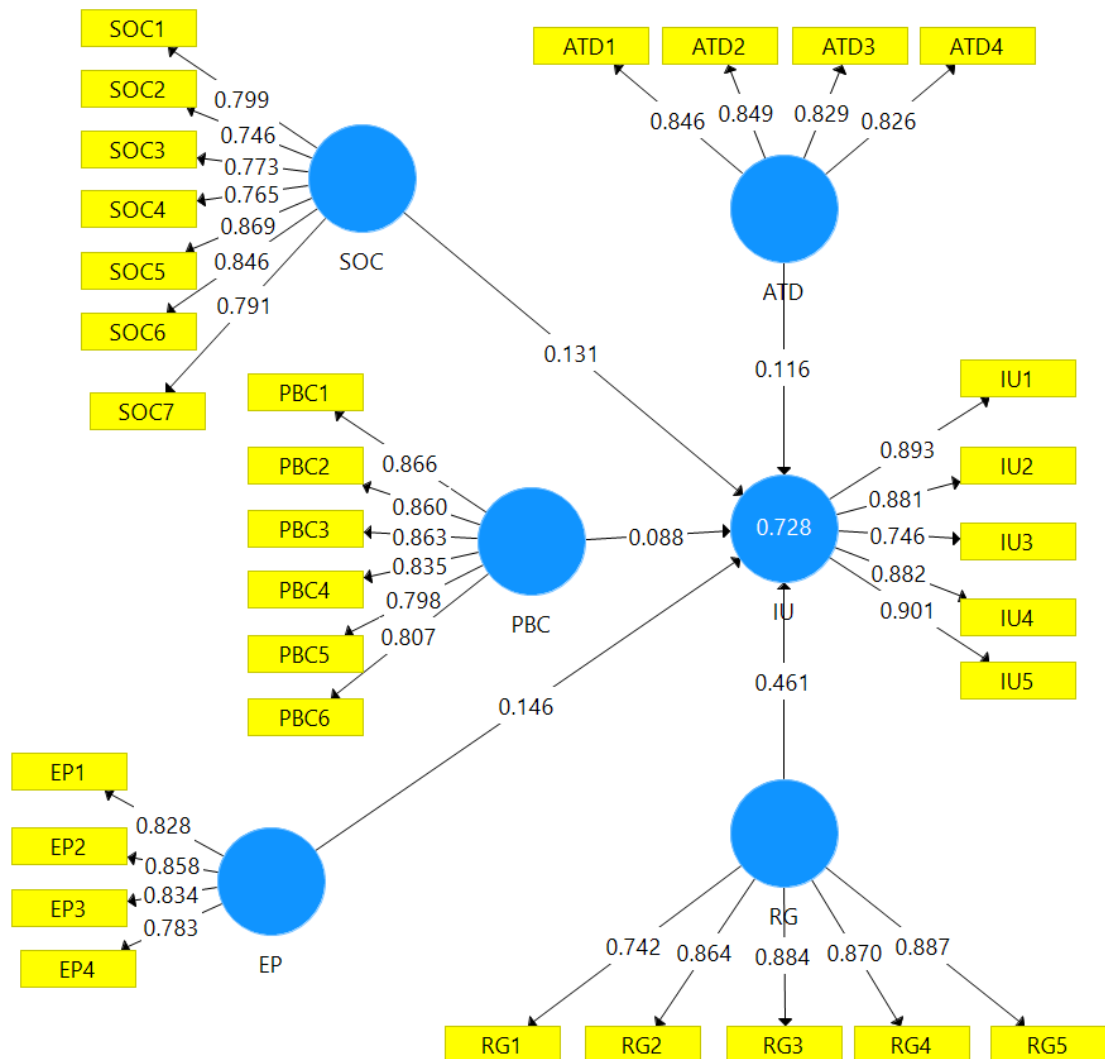 SOC1
SOC2
SOC3
SOC4
SOC5
SOC6
SOC7
0.799
0.746
0.773
0.765
0.869
0.846
0.791
SOC
ATD1
ATD2
ATD3
ATD4
0.846
0.849
0.829
0.826
ATD
0.131
0.116
PBC1
PBC2
PBC3
PBC4
PBC5
PBC6
0.866
0.860
0.863
0.835
0.798
0.807
PBC
0.088
0.728
IU
0.893
0.881
0.746
0.882
0.901
IU1
IU2
IU3
IU4
IU5
0.146
0.461
EP1
EP2
EP3
EP4
0.828
0.858
0.834
0.783
EP
RG
0.742
0.864
0.884
0.870
0.887
RG1
RG2
RG3
RG4
RG5